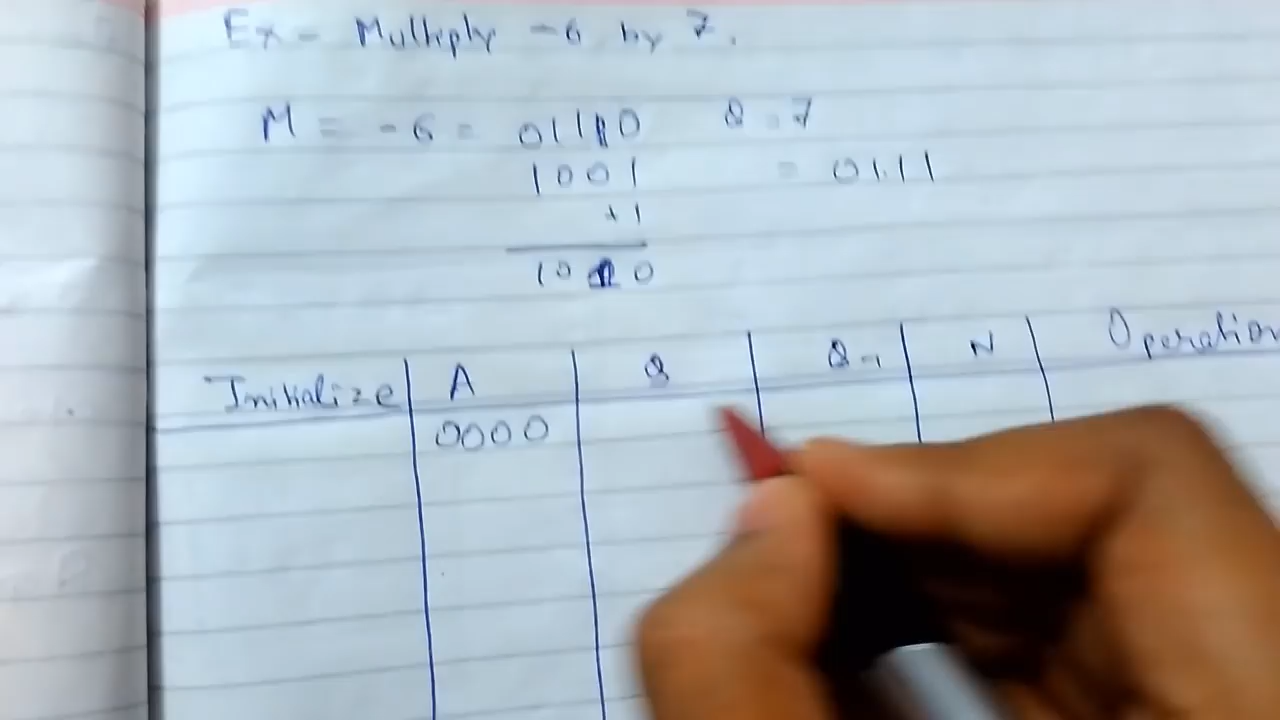 Ex - Multiply -6 by 7.
M = -6 = 0110 Q = 7
1001 = 0111
+1
1010
Initialize A Q Q-1 N Operation
0000